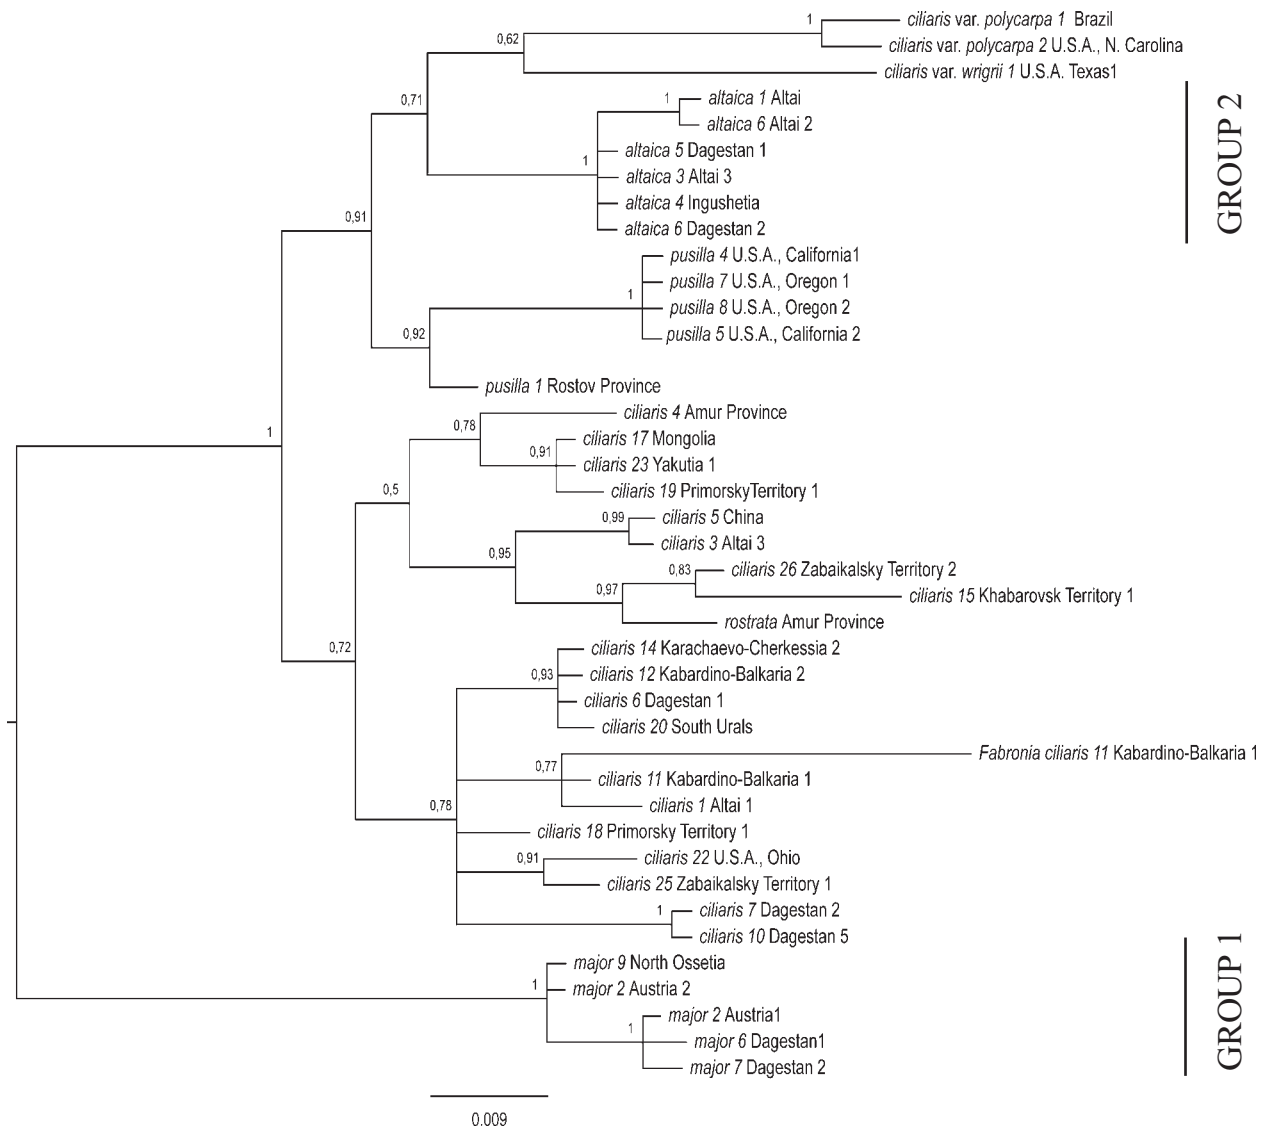 1
ciliaris var. polycarpa 1 Brazil
0,62
ciliaris var. polycarpa 2 U.S.A., N. Carolina
ciliaris var. wrigrii 1 U.S.A. Texas1
0,71
1
altaica 1 Altai
altaica 6 Altai 2
altaica 5 Dagestan 1
1
altaica 3 Altai 3
altaica 4 Ingushetia
0,91
altaica 6 Dagestan 2
GROUP 2
pusilla 4 U.S.A., California1
pusilla 7 U.S.A., Oregon 1
1
pusilla 8 U.S.A., Oregon 2
0,92
pusilla 5 U.S.A., California 2
pusilla 1 Rostov Province
1
ciliaris 4 Amur Province
0,78
ciliaris 17 Mongolia
0,91
ciliaris 23 Yakutia 1
0,5
ciliaris 19 PrimorskyTerritory 1
0,99
ciliaris 5 China
ciliaris 3 Altai 3
0,95
0,83
ciliaris 26 Zabaikalsky Territory 2
0,97
ciliaris 15 Khabarovsk Territory 1
rostrata Amur Province
0,72
ciliaris 14 Karachaevo-Cherkessia 2
0,93
ciliaris 12 Kabardino-Balkaria 2
ciliaris 6 Dagestan 1
ciliaris 20 South Urals
Fabronia ciliaris 11 Kabardino-Balkaria 1
0,77
ciliaris 11 Kabardino-Balkaria 1
0,78
ciliaris 1 Altai 1
ciliaris 18 Primorsky Territory 1
0,91
ciliaris 22 U.S.A., Ohio
ciliaris 25 Zabaikalsky Territory 1
1
ciliaris 7 Dagestan 2
ciliaris 10 Dagestan 5
major 9 North Ossetia
1
major 2 Austria 2
major 2 Austria1
1
major 6 Dagestan1
major 7 Dagestan 2
GROUP 1
0.009